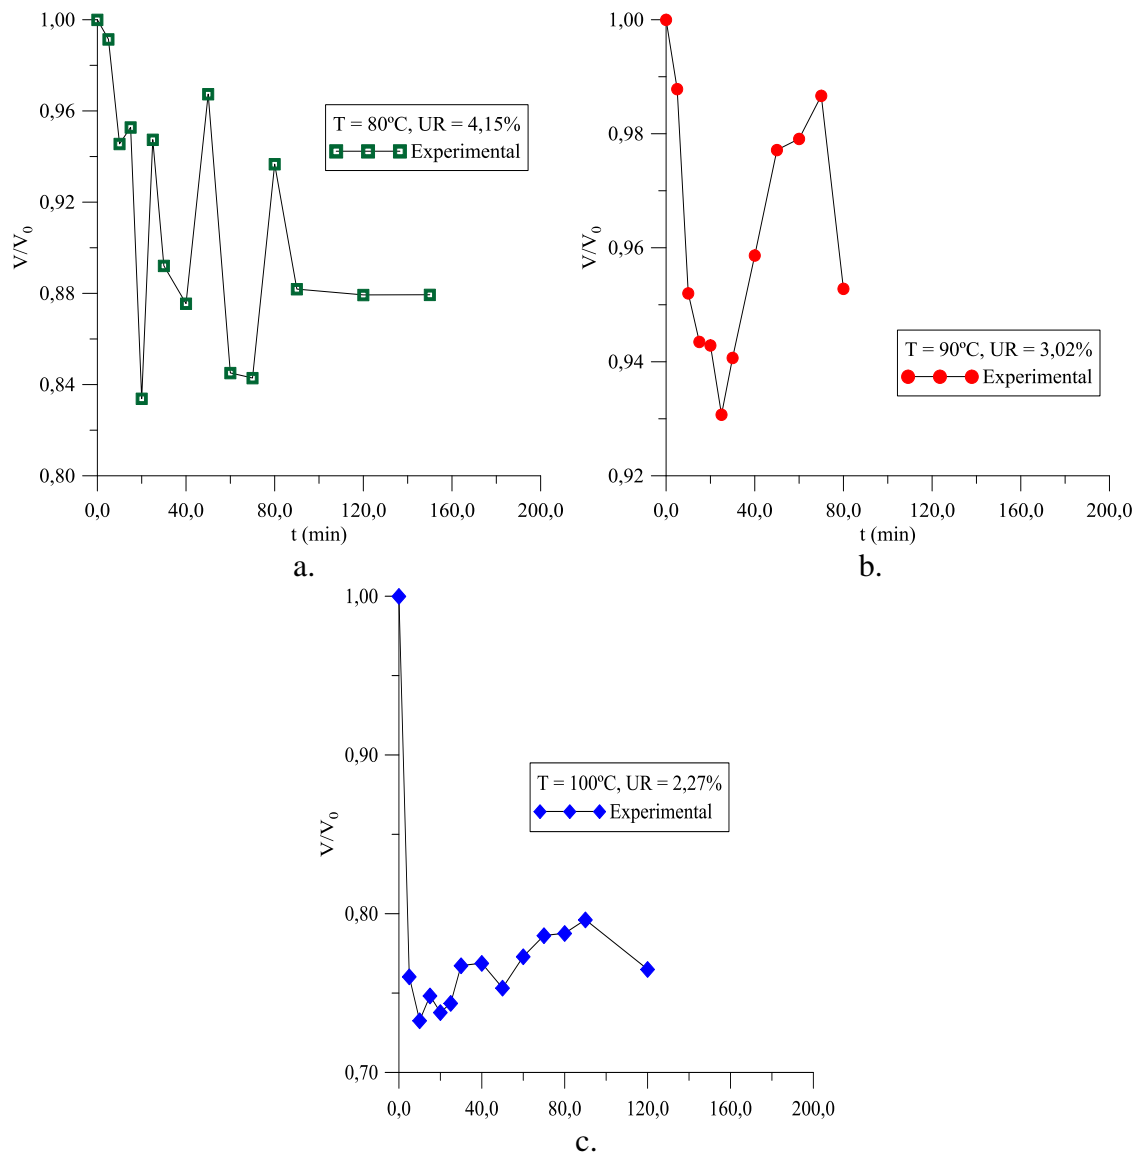 1,00
0,96
0,92
0,88
0,84
0,80
V/V0
T = 80ºC, UR = 4,15%
Experimental
0,0 40,0 80,0 120,0 160,0 200,0
t (min)
a.
1,00
0,98
0,96
0,94
0,92
V/V0
T = 90ºC, UR = 3,02%
Experimental
0,0 40,0 80,0 120,0 160,0 200,0
t (min)
b.
1,00
0,90
0,80
0,70
V/V0
T = 100ºC, UR = 2,27%
Experimental
0,0 40,0 80,0 120,0 160,0 200,0
c.